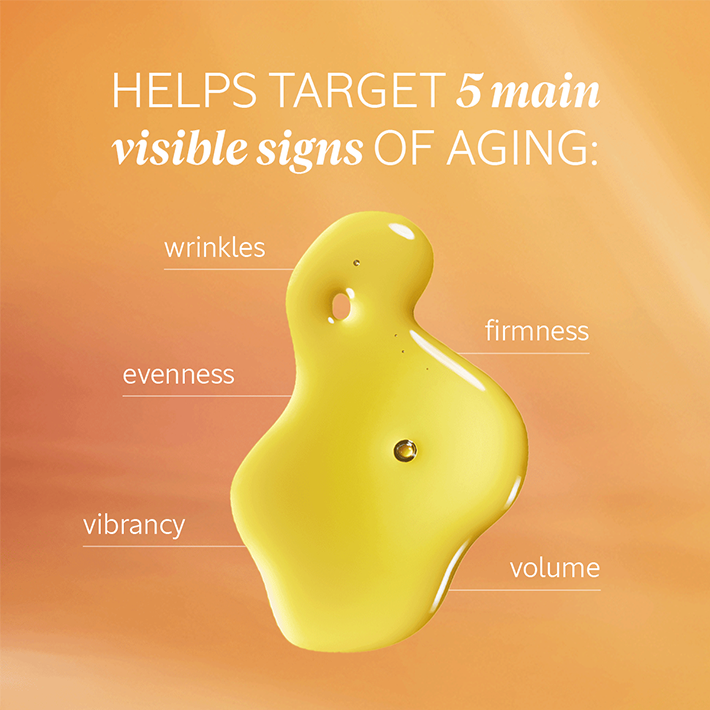 HELPS TARGET 5 main
visible signs OF AGING:
wrinkles
firmness
evenness
vibrancy
volume